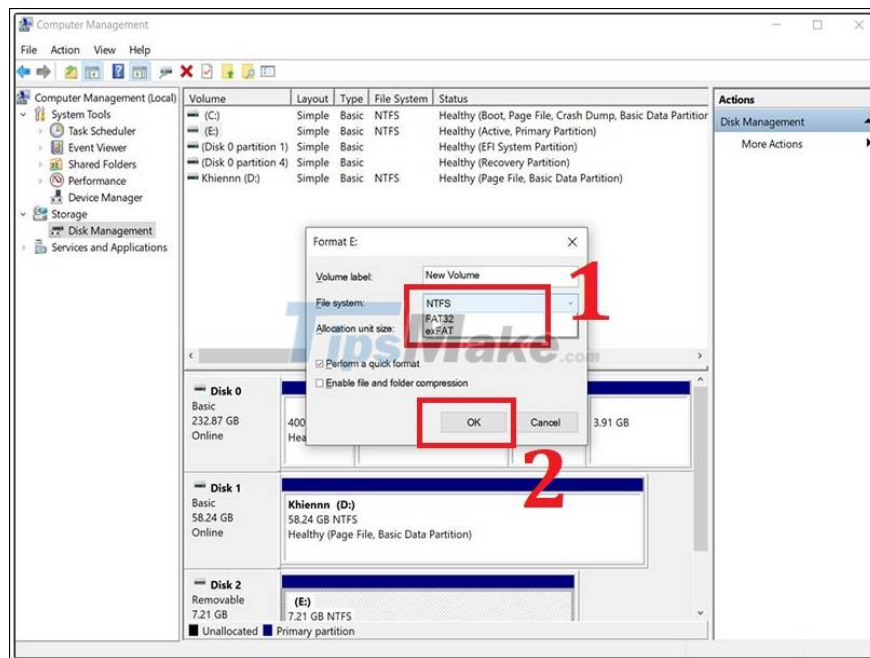 Computer Management
File Action View Help
Computer Management (Local)
System Tools
Task Scheduler
Event Viewer
Shared Folders
Performance
Device Manager
Storage
Disk Management
Services and Applications
Volume Layout Type File System Status
(C:) Simple Basic NTFS Healthy (Boot, Page File, Crash Dump, Basic Data Partition
(E:) Simple Basic NTFS Healthy (Active, Primary Partition)
(Disk 0 partition 1) Simple Basic Healthy (EFI System Partition)
(Disk 0 partition 4) Simple Basic Healthy (Recovery Partition)
Khiennn (D:) Simple Basic NTFS Healthy (Page File, Basic Data Partition)
Actions
Disk Management
More Actions
Format E:
Volume label: New Volume
File system: NTFS
FAT32
exFAT
Allocation unit size:
Perform a quick format
Enable file and folder compression
OK Cancel
1
2
TipsMake.com
Disk 0
Basic
232.87 GB
Online
400
Hea
3.91 GB
Disk 1
Basic
58.24 GB
Online
Khiennn (D:)
58.24 GB NTFS
Healthy (Page File, Basic Data Partition)
Disk 2
Removable
7.21 GB
(E:)
7.21 GB NTFS
Unallocated Primary partition